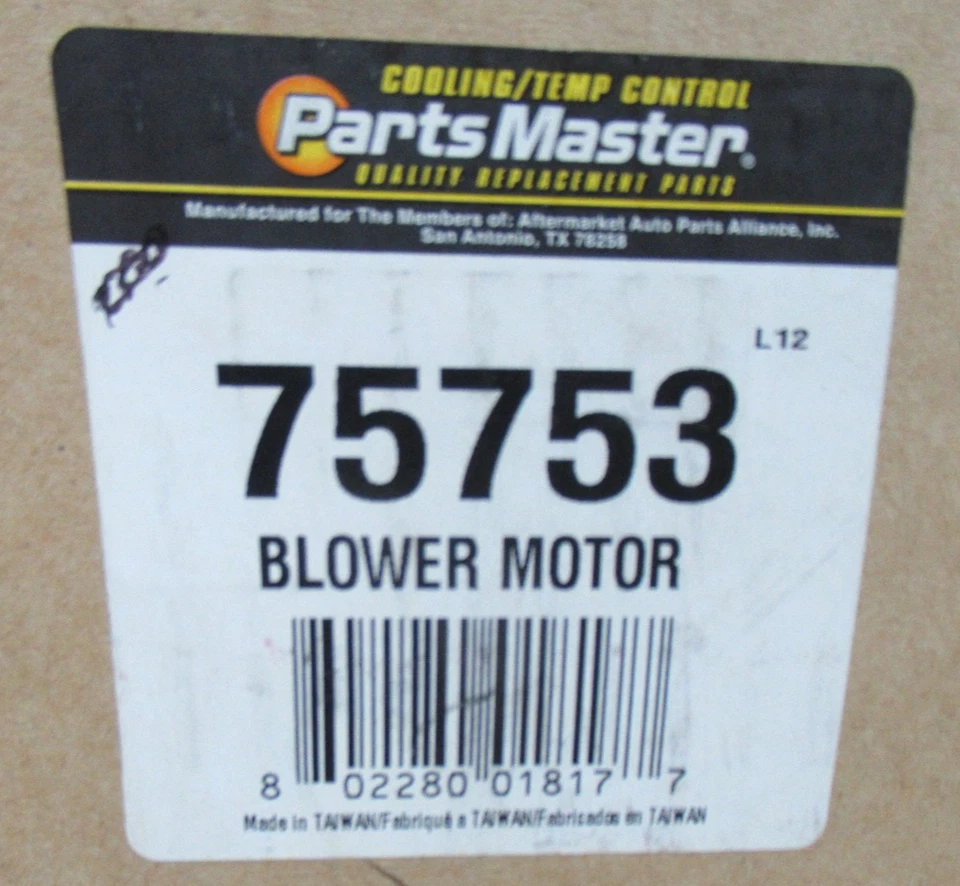 COOLING/TEMP CONTROL
Parts Master®
QUALITY REPLACEMENT PARTS
Manufactured for The Members of: Aftermarket Auto Parts Alliance, Inc.
San Antonio, TX 78258
L12
75753
BLOWER MOTOR
8 02280 01817 7
Made in TAIWAN/Fabriqué a TAIWAN/Fabricados en TAIWAN